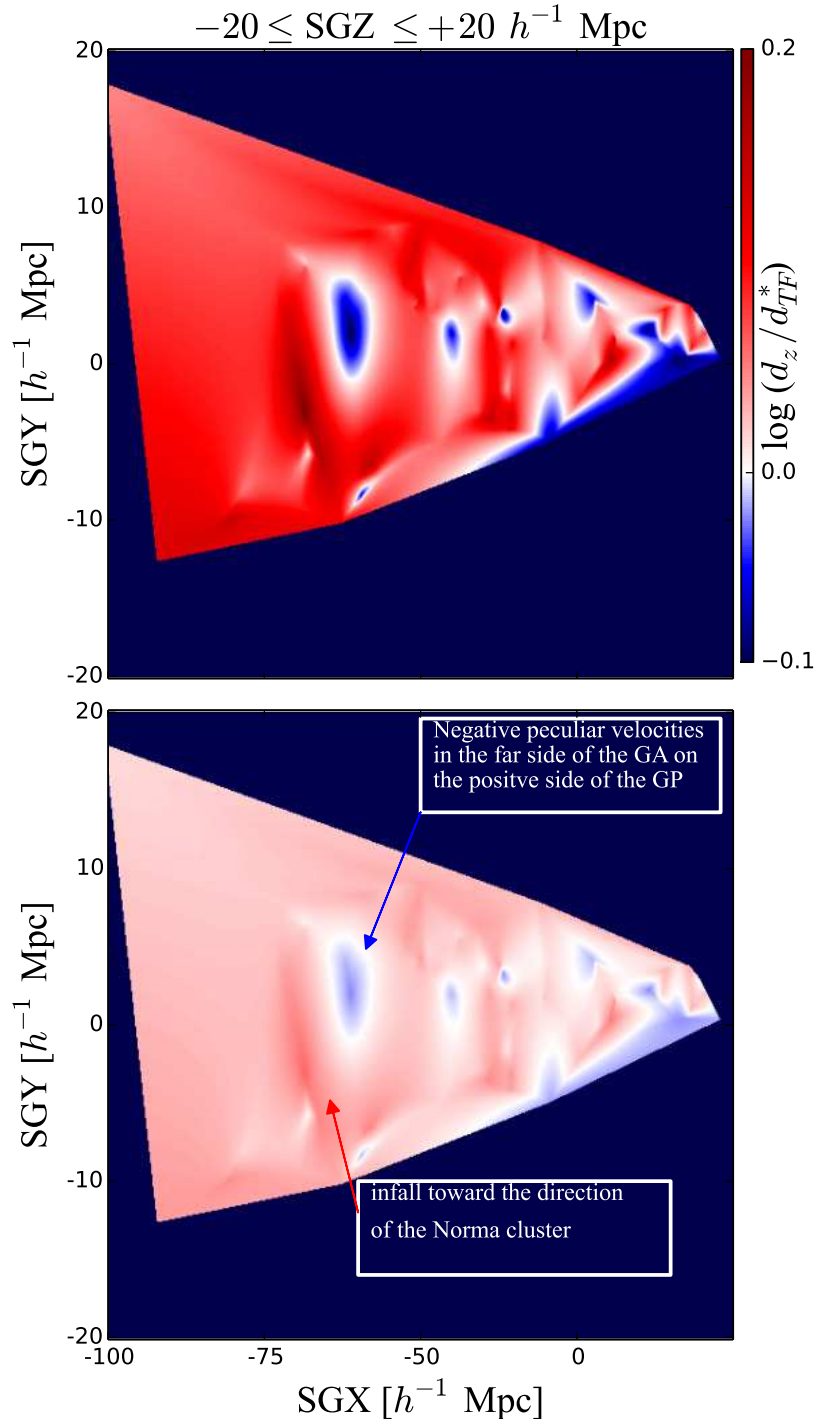 −20 ≤ SGZ ≤ +20 h⁻¹ Mpc
20
10
0
-10
-20
SGY [h⁻¹ Mpc]
0.2
0.0
−0.1
log (d_z/d*_TF)
Negative peculiar velocities
in the far side of the GA on
the positve side of the GP
infall toward the direction
of the Norma cluster
20
10
0
-10
-20
SGY [h⁻¹ Mpc]
-100 -75 -50 0
SGX [h⁻¹ Mpc]